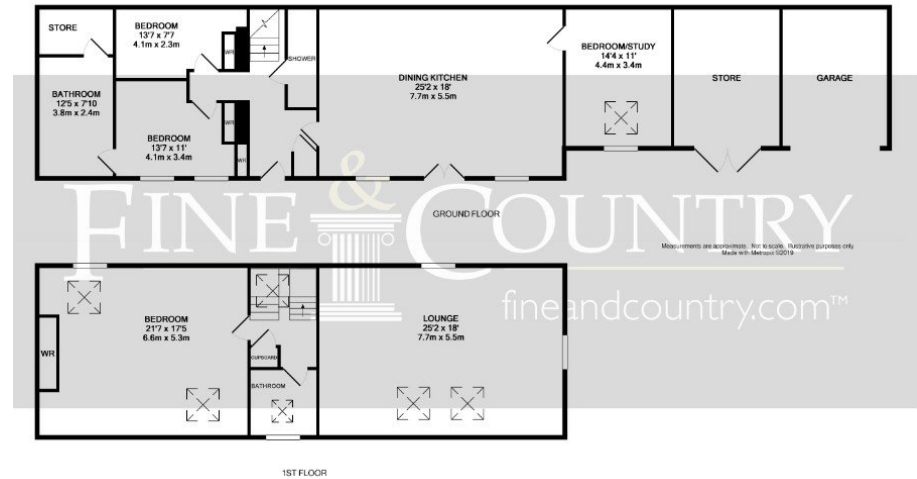 STORE
BEDROOM
13'7 x 7'7
4.1m x 2.3m
WR
SHOWER
BATHROOM
12'5 x 7'10
3.8m x 2.4m
BEDROOM
13'7 x 11'
4.1m x 3.4m
WR
WR
DINING KITCHEN
25'2 x 18'
7.7m x 5.5m
BEDROOM/STUDY
14'4 x 11'
4.4m x 3.4m
STORE
GARAGE
FINE & COUNTRY
fineandcountry.com™
GROUND FLOOR
Measurements are approximate. Not to scale. Illustrative purposes only
Made with Metropix ©2019
BEDROOM
21'7 x 17'5
6.6m x 5.3m
WR
CUPBOARD
BATHROOM
LOUNGE
25'2 x 18'
7.7m x 5.5m
1ST FLOOR